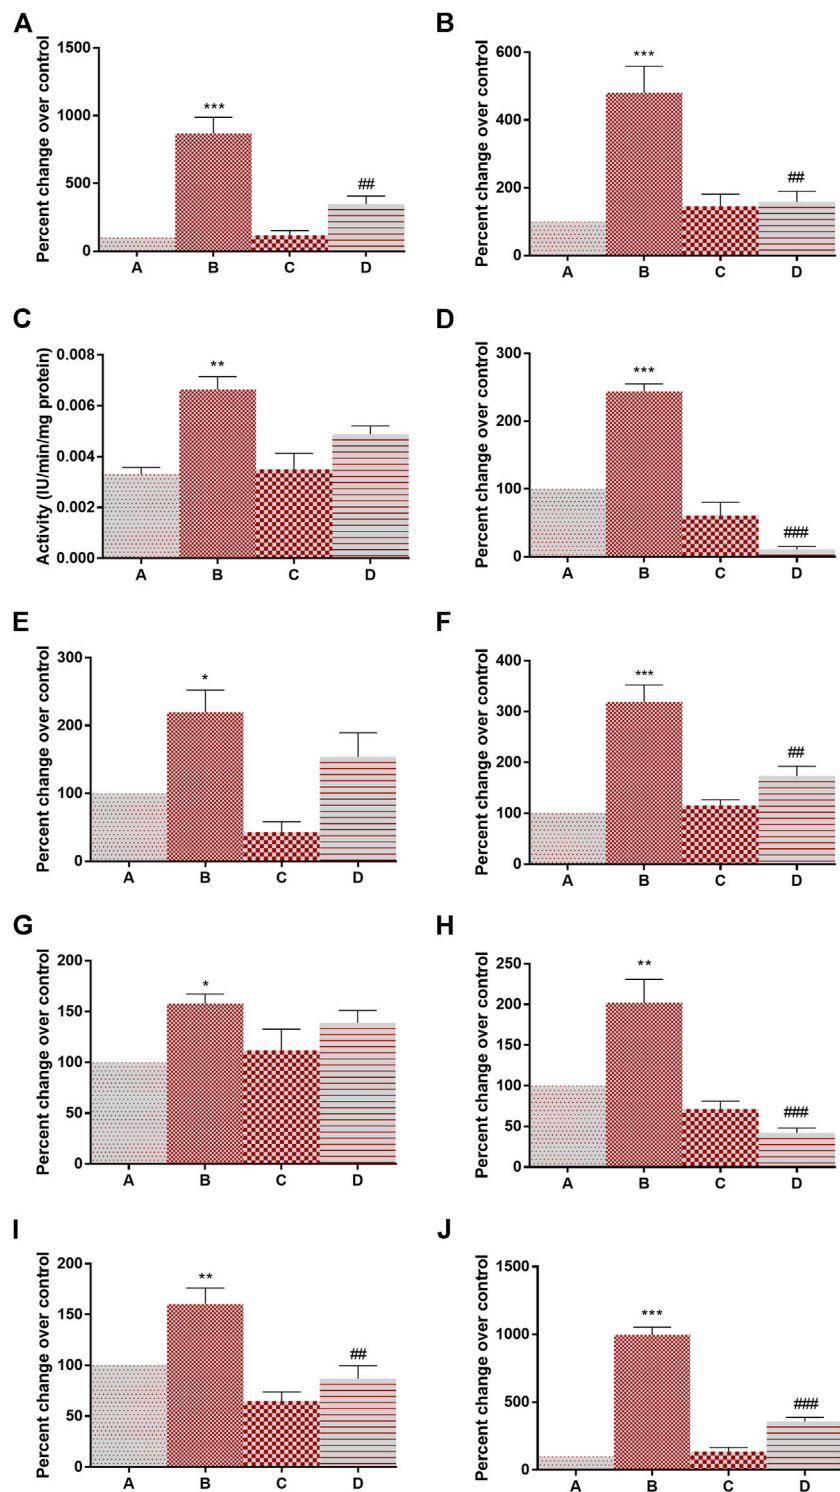 A
Percent change over control
1500
1000
500
0
***
##
A B C D
B
Percent change over control
600
400
200
0
***
##
A B C D
C
Activity (IU/min/mg protein)
0.008
0.006
0.004
0.002
0.000
**
A B C D
D
Percent change over control
300
200
100
0
***
###
A B C D
E
Percent change over control
300
200
100
0
*
A B C D
F
Percent change over control
400
300
200
100
0
***
##
A B C D
G
Percent change over control
200
150
100
50
0
*
A B C D
H
Percent change over control
250
200
150
100
50
0
**
###
A B C D
I
Percent change over control
200
150
100
50
0
**
##
A B C D
J
Percent change over control
1500
1000
500
0
***
###
A B C D